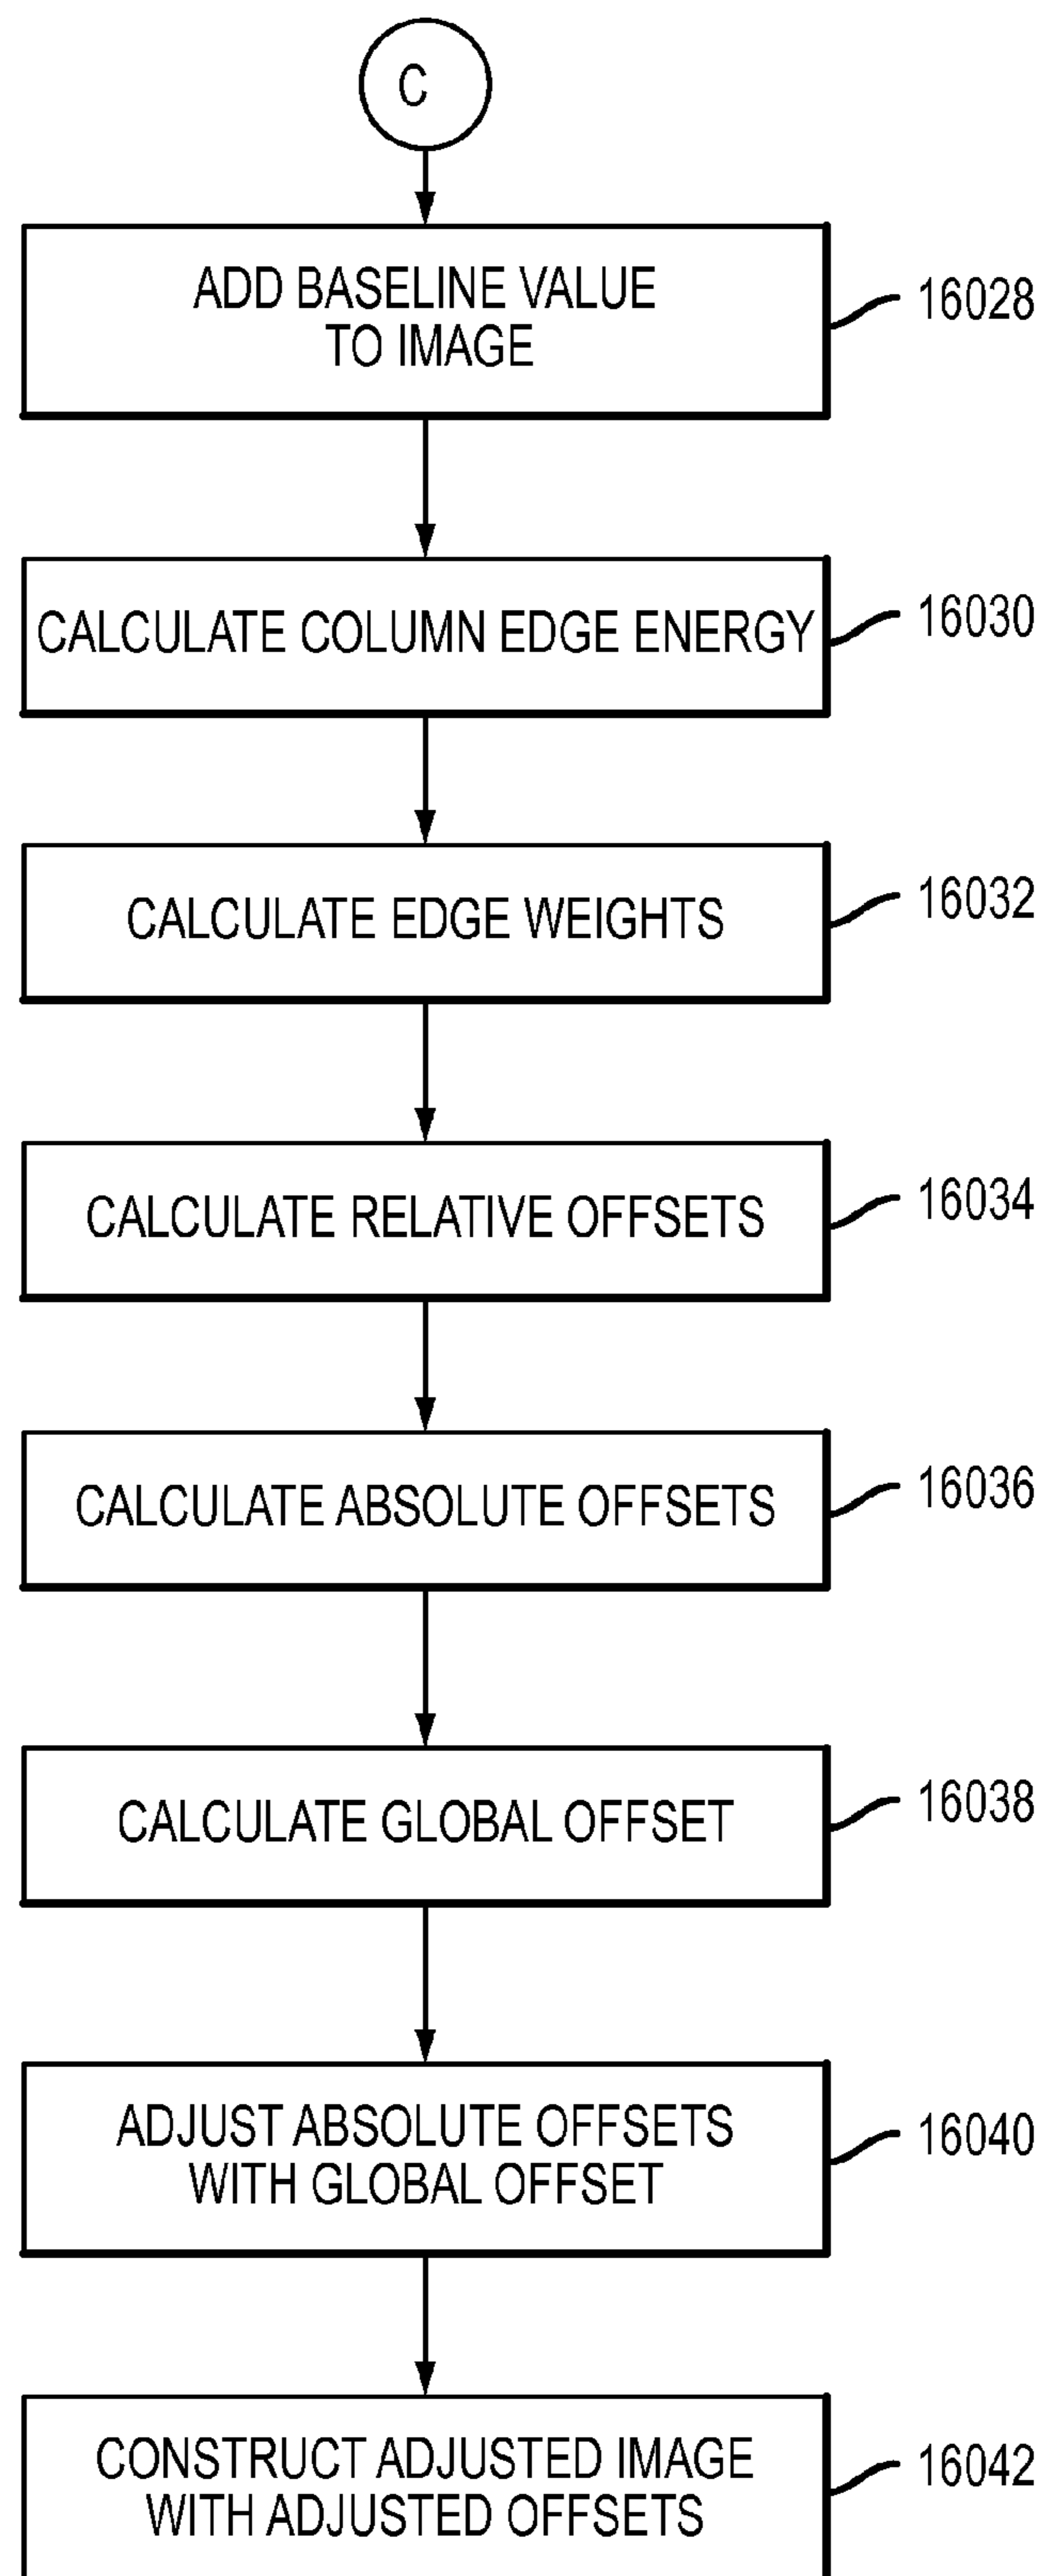 C
ADD BASELINE VALUE
TO IMAGE
16028
CALCULATE COLUMN EDGE ENERGY
16030
CALCULATE EDGE WEIGHTS
16032
CALCULATE RELATIVE OFFSETS
16034
CALCULATE ABSOLUTE OFFSETS
16036
CALCULATE GLOBAL OFFSET
16038
ADJUST ABSOLUTE OFFSETS
WITH GLOBAL OFFSET
16040
CONSTRUCT ADJUSTED IMAGE
WITH ADJUSTED OFFSETS
16042